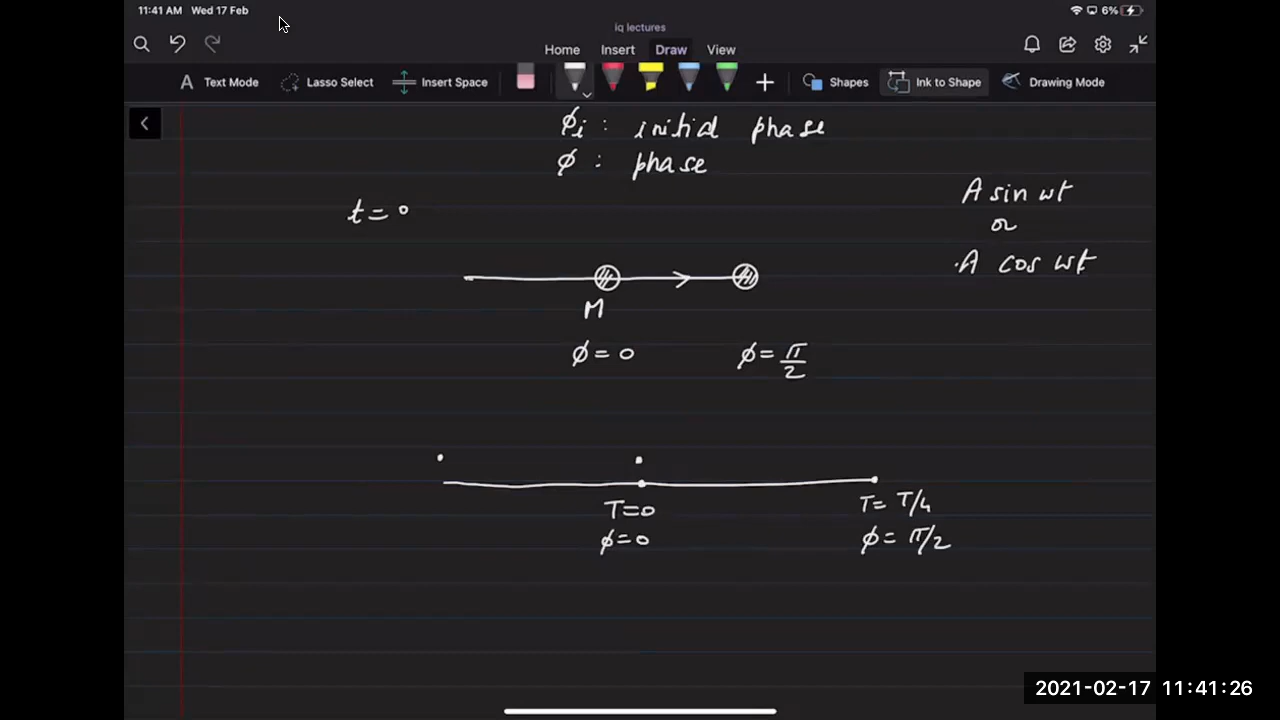 11:41 AM Wed 17 Feb
6%
iq lectures
Home Insert Draw View
Text Mode Lasso Select Insert Space Shapes Ink to Shape Drawing Mode
ϕi : initial phase
ϕ : phase
A sin wt
t = 0
or
A cos wt
M
ϕ = 0 ϕ = π/2
T=0 T= T/4
ϕ=0 ϕ= π/2
2021-02-17 11:41:26